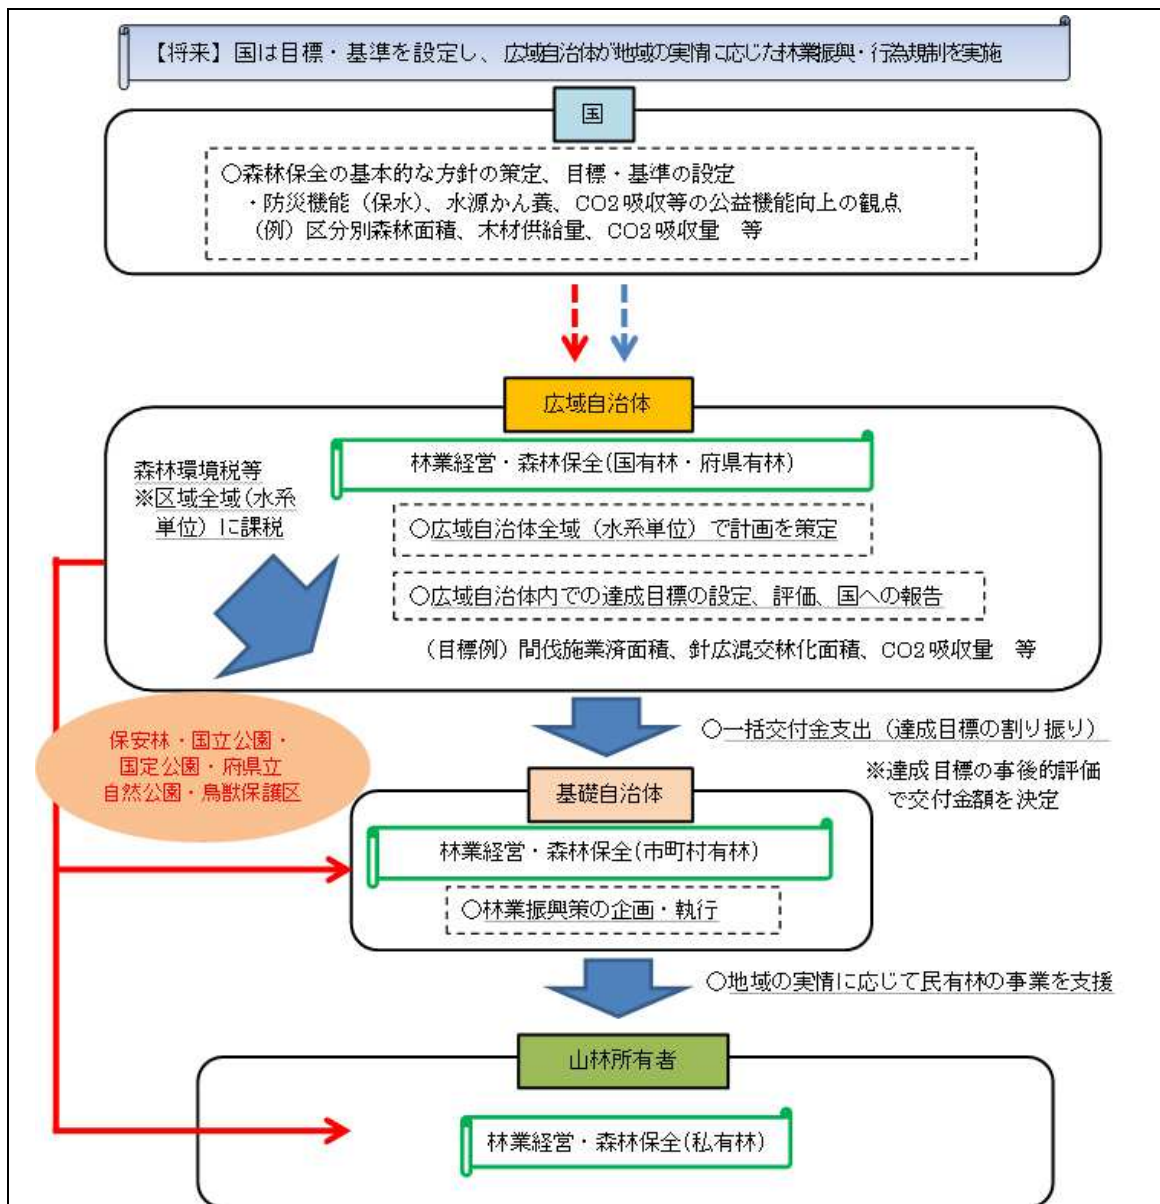 【将来】国は目標・基準を設定し、広域自治体が地域の実情に応じた林業振興・行為規制を実施
国
○森林保全の基本的な方針の策定、目標・基準の設定
・防災機能（保水）、水源かん養、CO2吸収等の公益機能向上の観点
（例）区分別森林面積、木材供給量、CO2吸収量　等
広域自治体
林業経営・森林保全(国有林・府県有林)
森林環境税等
※区域全域(水系
単位）に課税
○広域自治体全域（水系単位）で計画を策定
○広域自治体内での達成目標の設定、評価、国への報告
（目標例）間伐施業済面積、針広混交林化面積、CO2吸収量　等
保安林・国立公園・
国定公園・府県立
自然公園・鳥獣保護区
○一括交付金支出（達成目標の割り振り）
※達成目標の事後的評価
で交付金額を決定
基礎自治体
林業経営・森林保全(市町村有林)
○林業振興策の企画・執行
○地域の実情に応じて民有林の事業を支援
山林所有者
林業経営・森林保全(私有林)